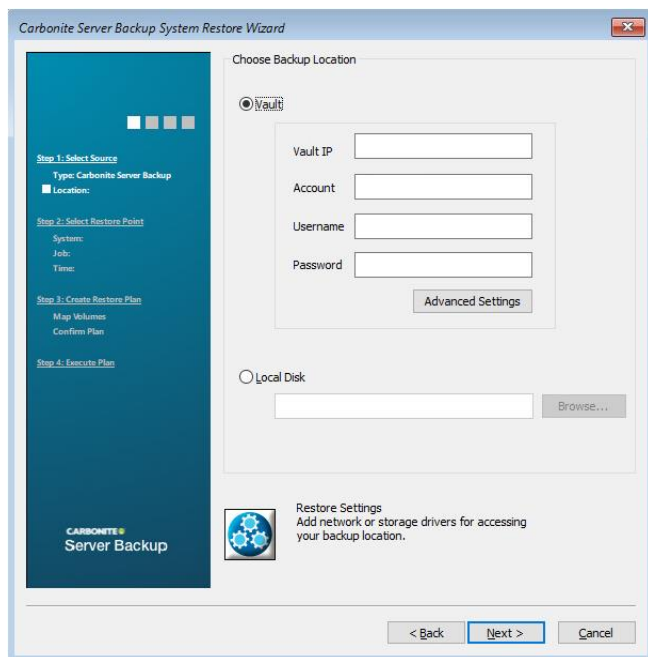 Carbonite Server Backup System Restore Wizard
Choose Backup Location
Vault
Step 1: Select Source
Type: Carbonite Server Backup
Location:
Step 2: Select Restore Point
System:
Job:
Time:
Step 3: Create Restore Plan
Map Volumes
Confirm Plan
Step 4: Execute Plan
CARBONITE
Server Backup
Vault IP
Account
Username
Password
Advanced Settings
Local Disk
Browse...
Restore Settings
Add network or storage drivers for accessing
your backup location.
< Back
Next >
Cancel